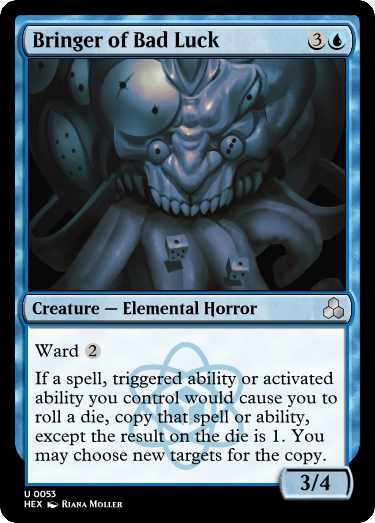 Bringer of Bad Luck 3
Creature — Elemental Horror
Ward 2
If a spell, triggered ability or activated
ability you control would cause you to
roll a die, copy that spell or ability,
except the result on the die is 1. You
may choose new targets for the copy.
3/4
U 0053
HEX Riana Moller